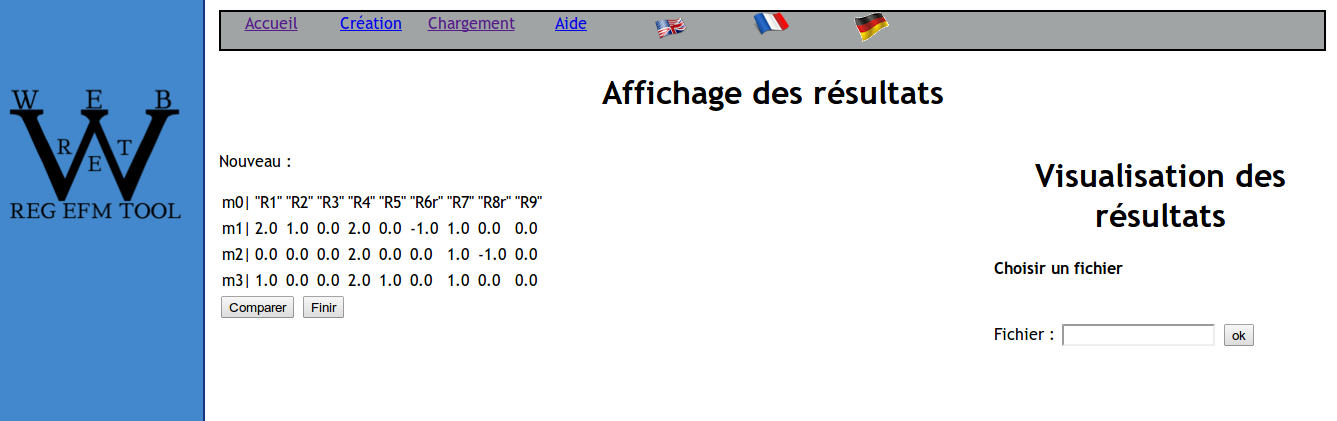 Accueil Création Chargement Aide
W E B
R E T
REG EFM TOOL
Affichage des résultats
Nouveau :
m0| "R1" "R2" "R3" "R4" "R5" "R6r" "R7" "R8r" "R9"
m1| 2.0 1.0 0.0 2.0 0.0 -1.0 1.0 0.0 0.0
m2| 0.0 0.0 0.0 2.0 0.0 0.0 1.0 -1.0 0.0
m3| 1.0 0.0 0.0 2.0 1.0 0.0 1.0 0.0 0.0
Comparer Finir
Visualisation des
résultats
Choisir un fichier
Fichier : ok